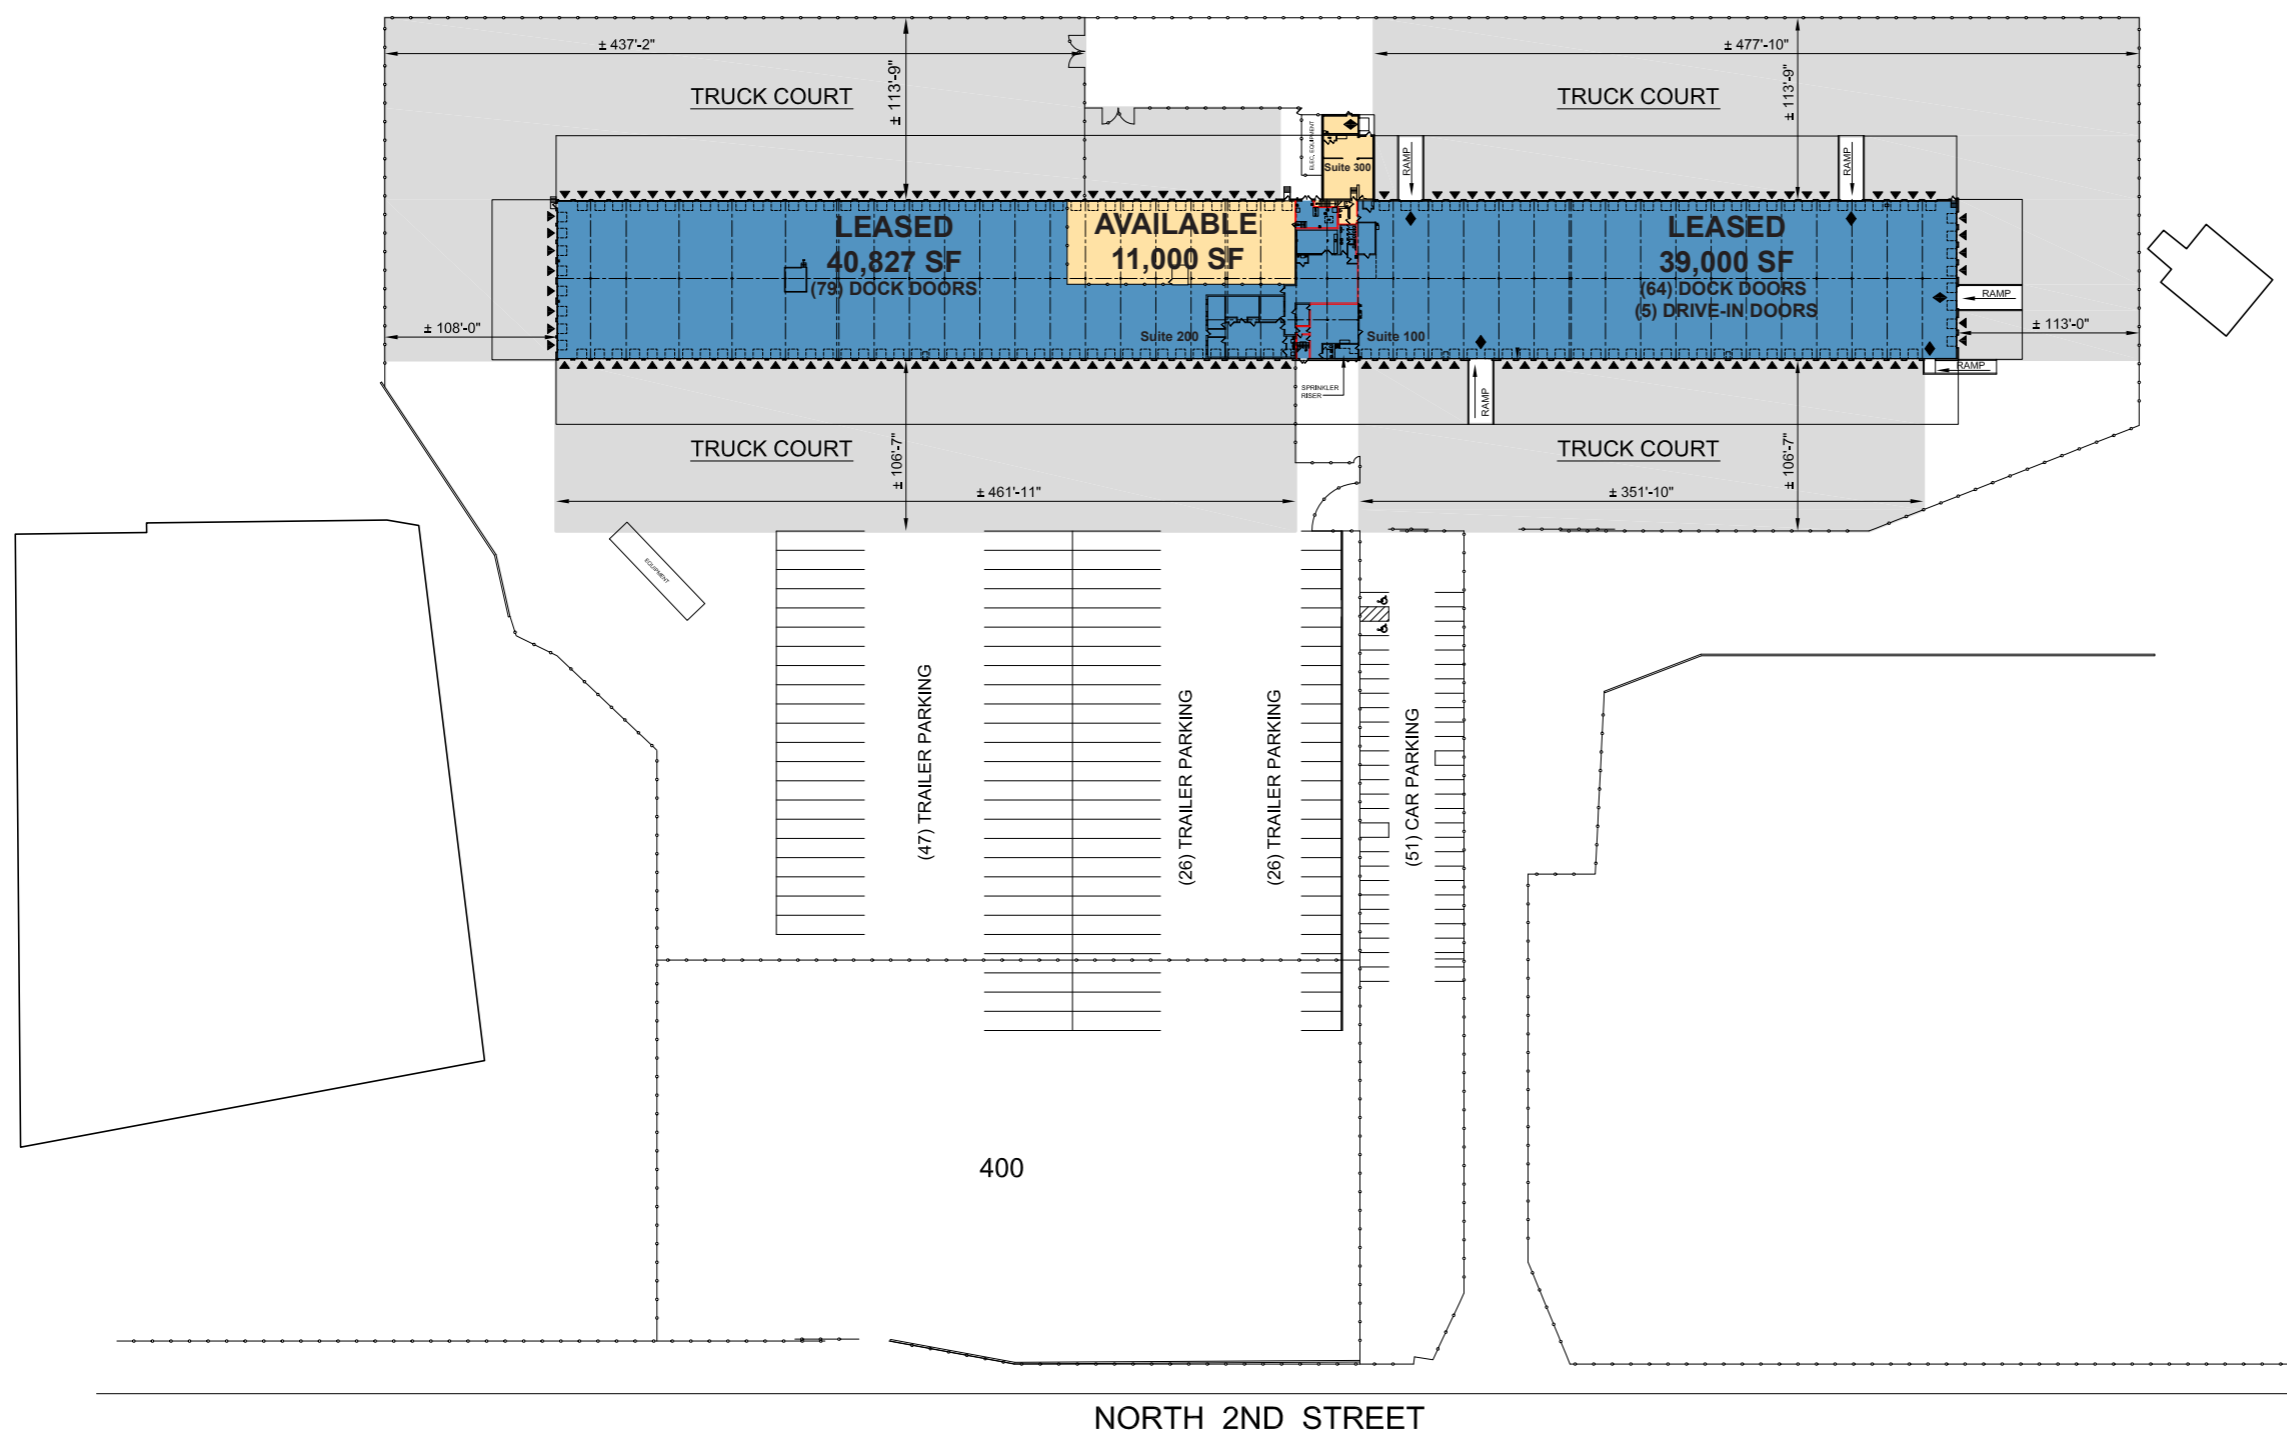 ± 437'-2"
± 477'-10"
± 113'-9"
± 113'-9"
TRUCK COURT
TRUCK COURT
ELEC. EQUIPMENT
Suite 300
RAMP
RAMP
LEASED
40,827 SF
(79) DOCK DOORS
AVAILABLE
11,000 SF
LEASED
39,000 SF
(64) DOCK DOORS
(5) DRIVE-IN DOORS
RAMP
± 108'-0"
Suite 200
Suite 100
± 113'-0"
RAMP
SPRINKLER
RISER
RAMP
TRUCK COURT
TRUCK COURT
± 106'-7"
± 106'-7"
± 461'-11"
± 351'-10"
EQUIPMENT
(47) TRAILER PARKING
(26) TRAILER PARKING
(26) TRAILER PARKING
(51) CAR PARKING
400
NORTH 2ND STREET